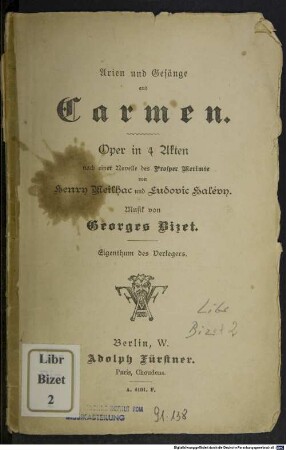 Arien und Gesänge
aus
Carmen.
Oper in 4 Akten
nach einer Novelle des Prosper Merimée
von
Henry Meilhac und Ludovic Halévy.
Musik von
Georges Bizet.
Eigenthum des Verlegers.
Libr
Bizet 2
Berlin, W.
Adolph Fürstner.
Paris, Choudens.
Libr
Bizet
2
91.138